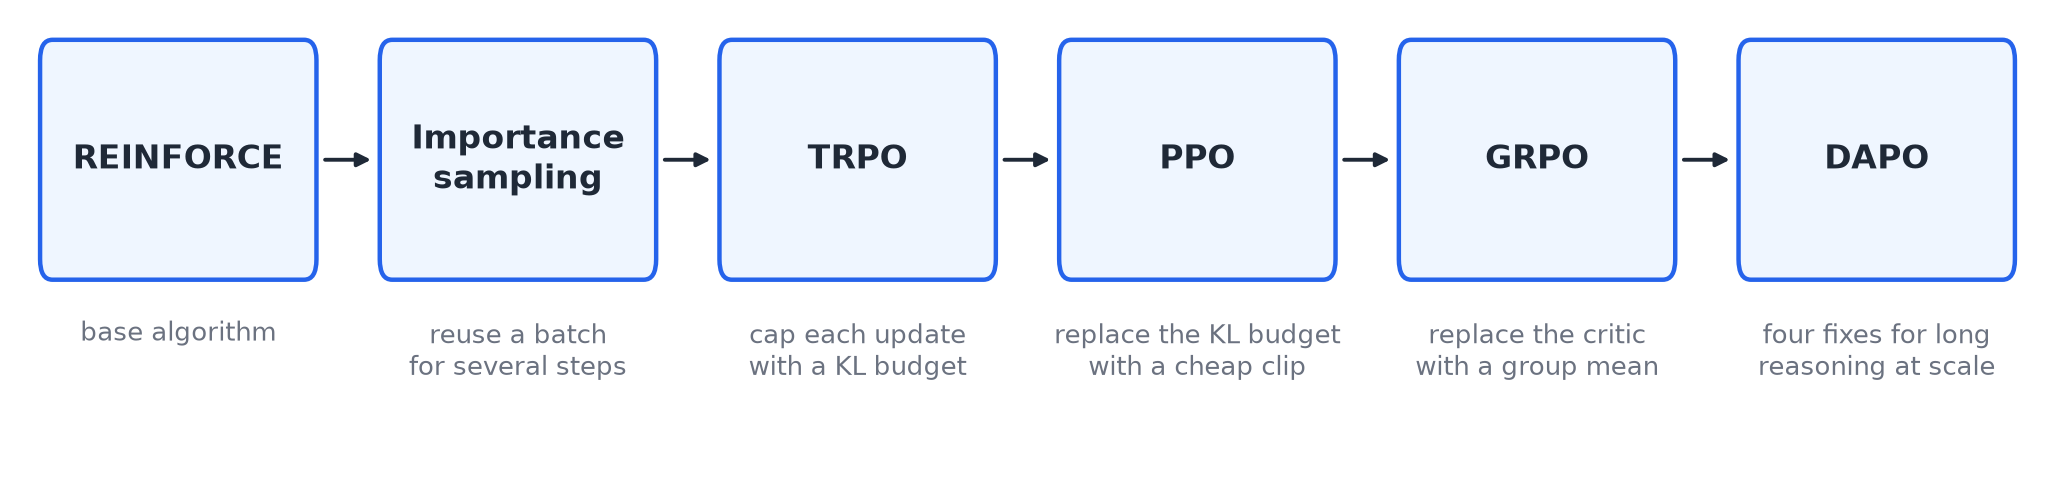 REINFORCE
Importance
sampling
TRPO
PPO
GRPO
DAPO
base algorithm
reuse a batch
for several steps
cap each update
with a KL budget
replace the KL budget
with a cheap clip
replace the critic
with a group mean
four fixes for long
reasoning at scale